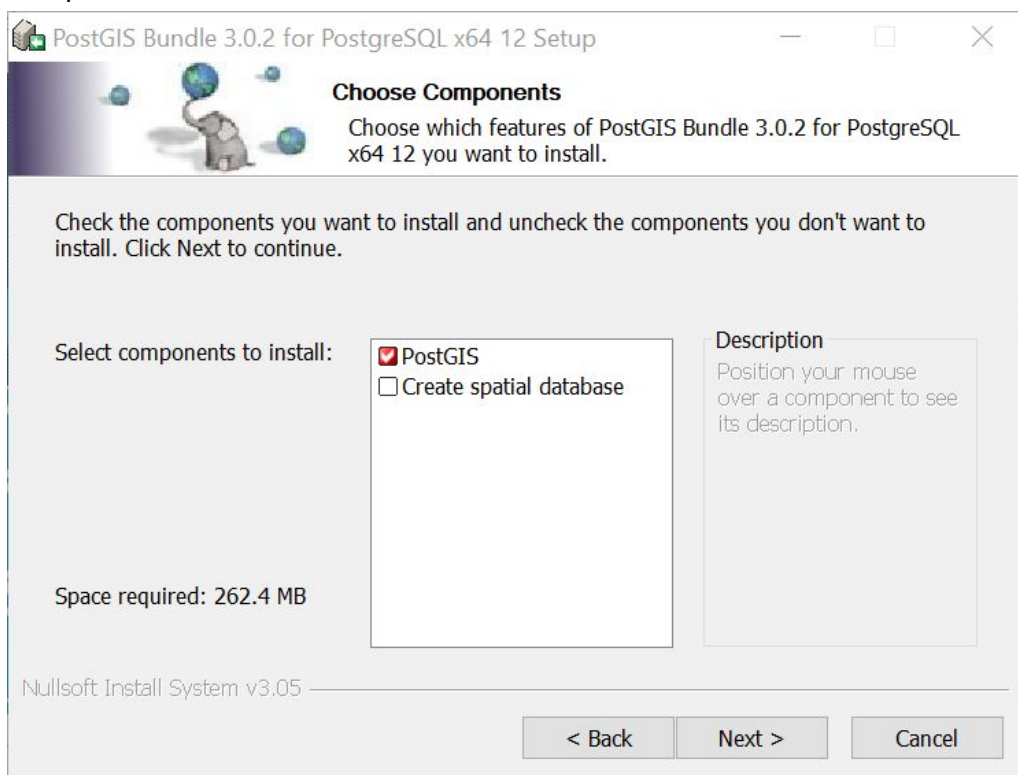 PostGIS Bundle 3.0.2 for PostgreSQL x64 12 Setup
Choose Components
Choose which features of PostGIS Bundle 3.0.2 for PostgreSQL
x64 12 you want to install.
Check the components you want to install and uncheck the components you don't want to
install. Click Next to continue.
Select components to install:
PostGIS
Create spatial database
Description
Position your mouse
over a component to see
its description.
Space required: 262.4 MB
Nullsoft Install System v3.05
< Back
Next >
Cancel